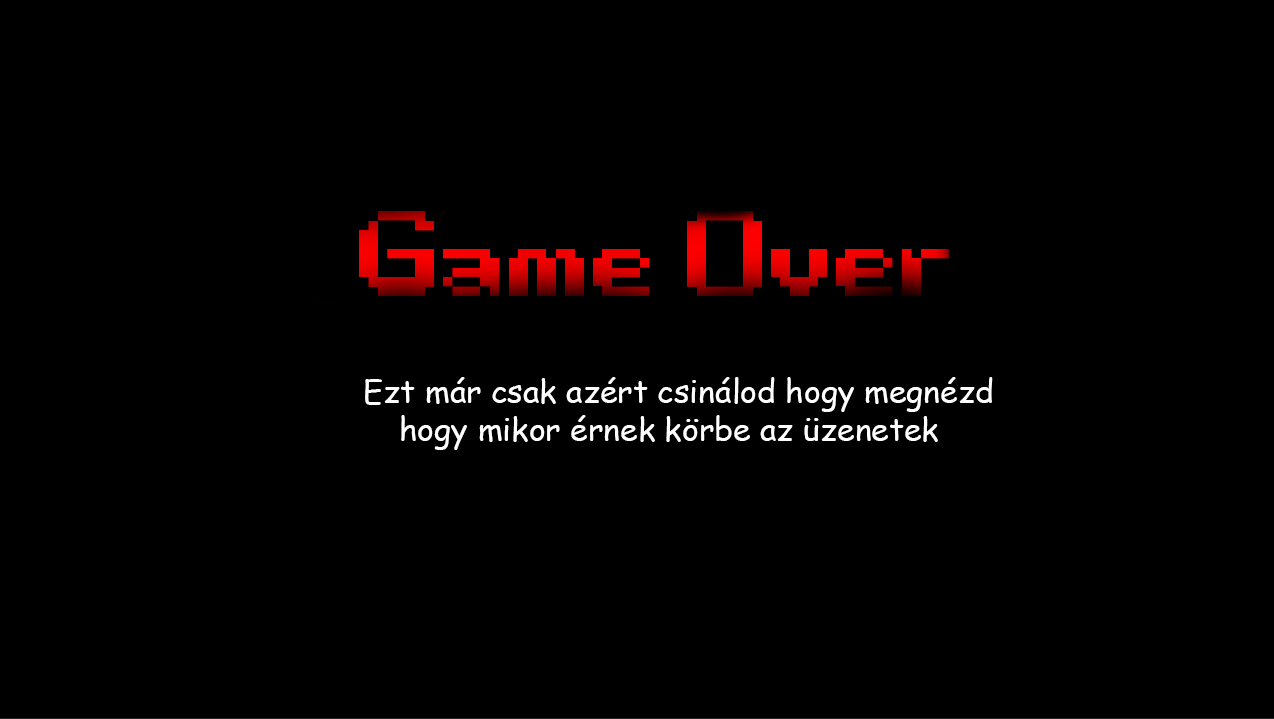 Game Over
Ezt már csak azért csinálod hogy megnézd
hogy mikor érnek körbe az üzenetek